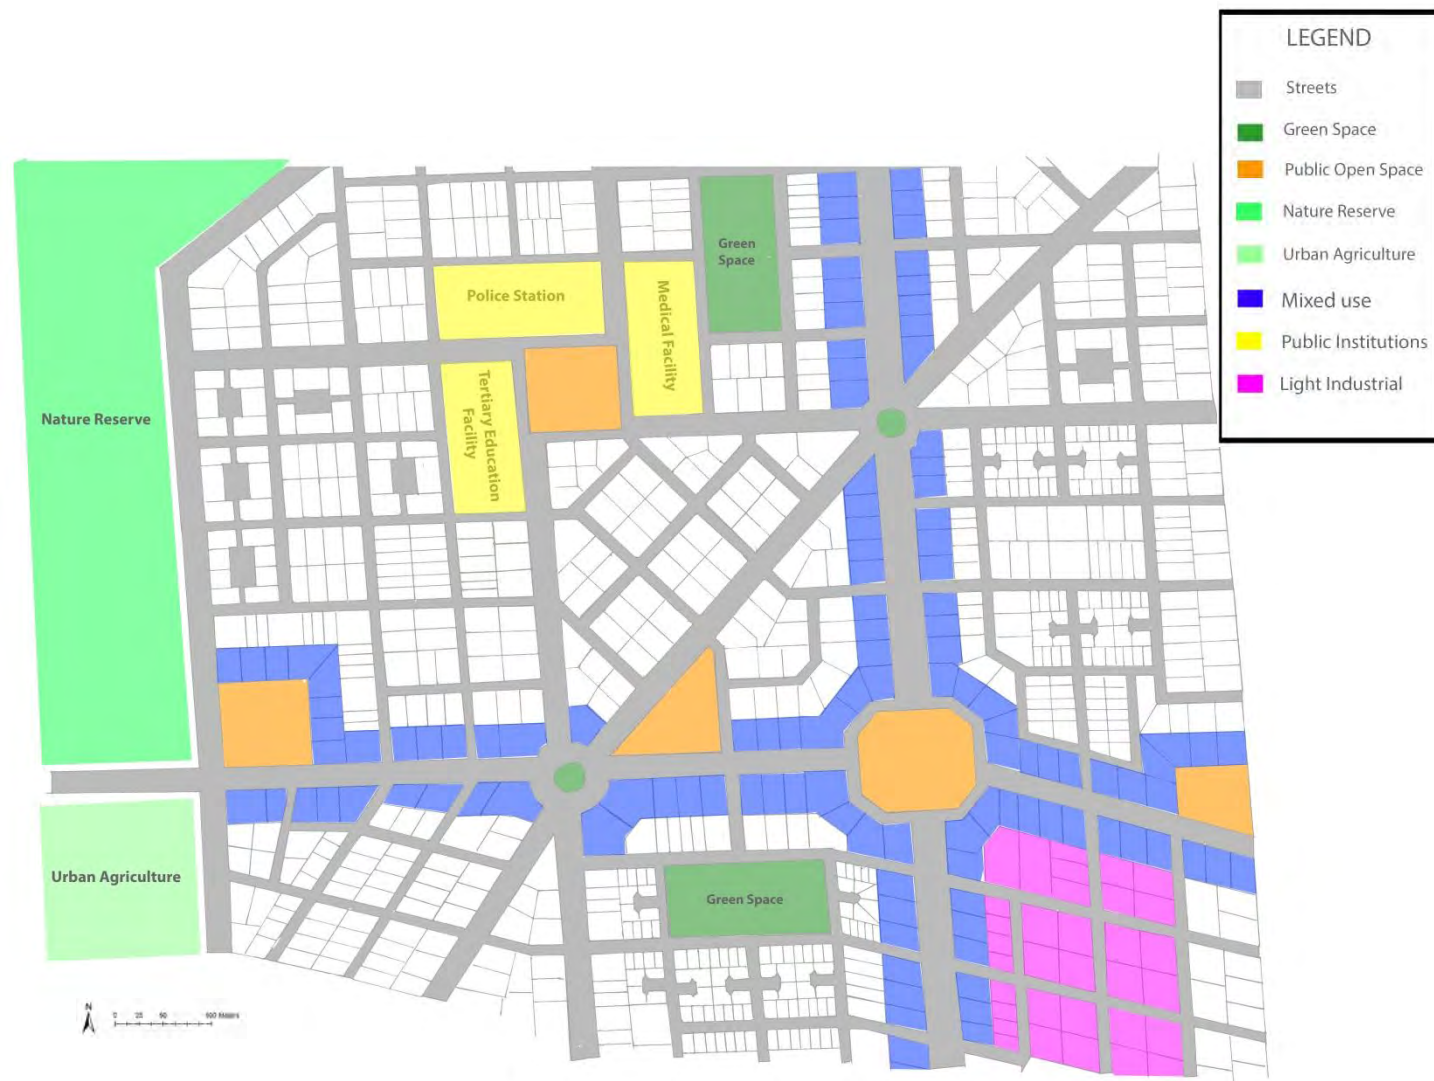 LEGEND
Streets
Green Space
Public Open Space
Nature Reserve
Urban Agriculture
Mixed use
Public Institutions
Light Industrial
Green
Space
Police Station
Medical Facility
Tertiary Education
Facility
Nature Reserve
Urban Agriculture
Green Space
N